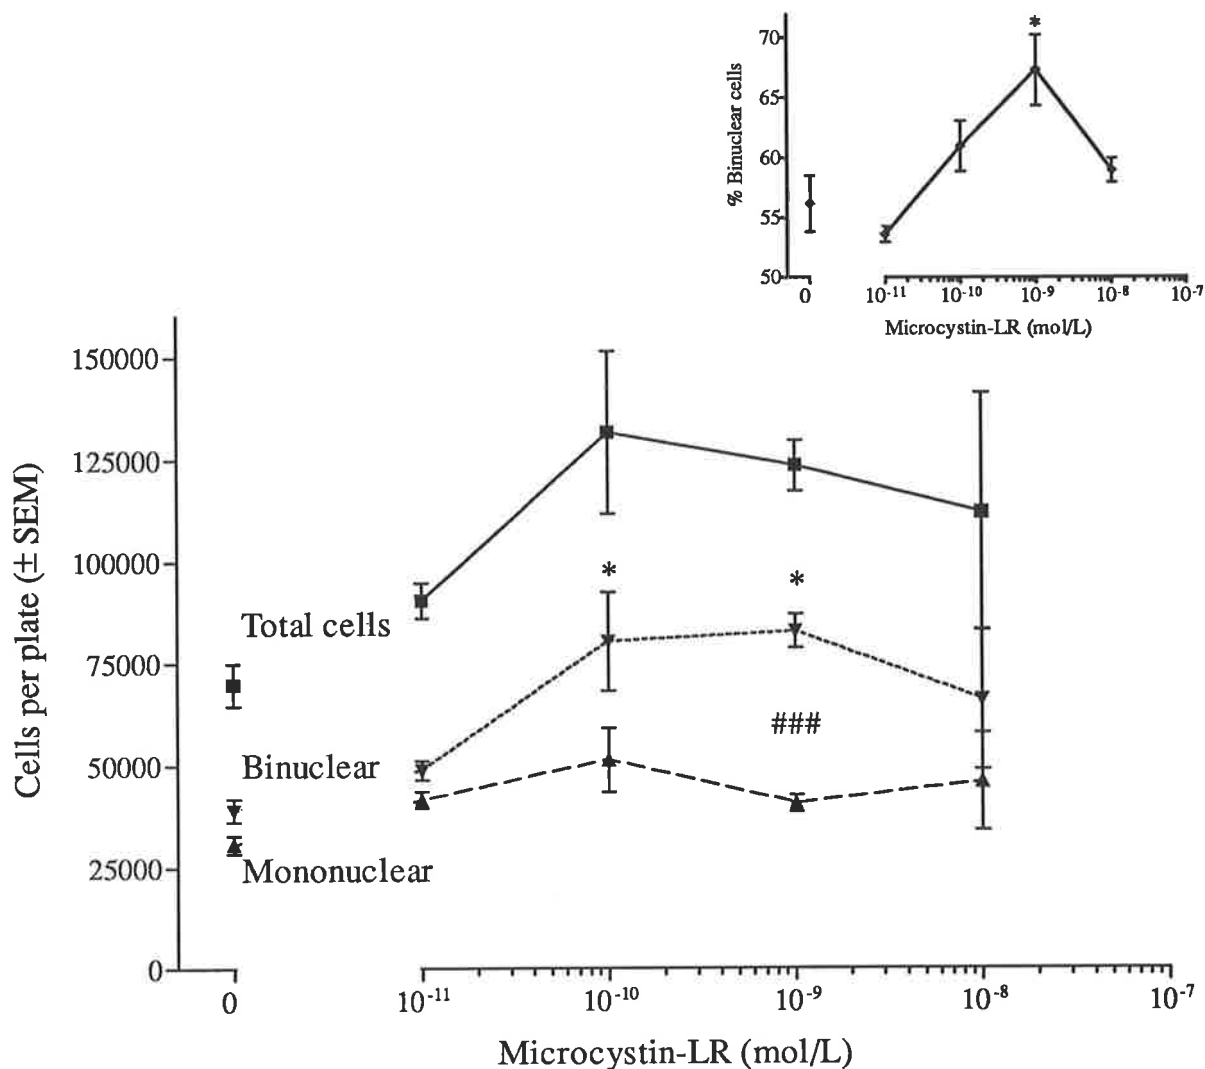 *
70
65
60
55
50
% Binuclear cells
0 10⁻¹¹ 10⁻¹⁰ 10⁻⁹ 10⁻⁸ 10⁻⁷
Microcystin-LR (mol/L)
150000
125000
100000
75000
50000
25000
0
Cells per plate (± SEM)
* *
Total cells
###
Binuclear
Mononuclear
0 10⁻¹¹ 10⁻¹⁰ 10⁻⁹ 10⁻⁸ 10⁻⁷
Microcystin-LR (mol/L)